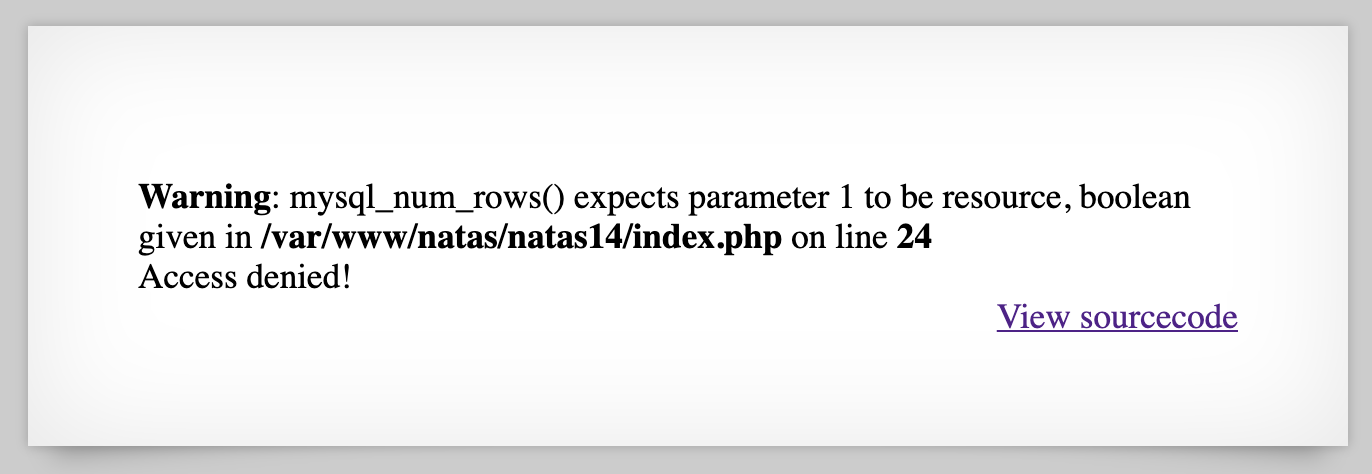 Warning: mysql_num_rows() expects parameter 1 to be resource, boolean
given in /var/www/natas/natas14/index.php on line 24
Access denied!
View sourcecode